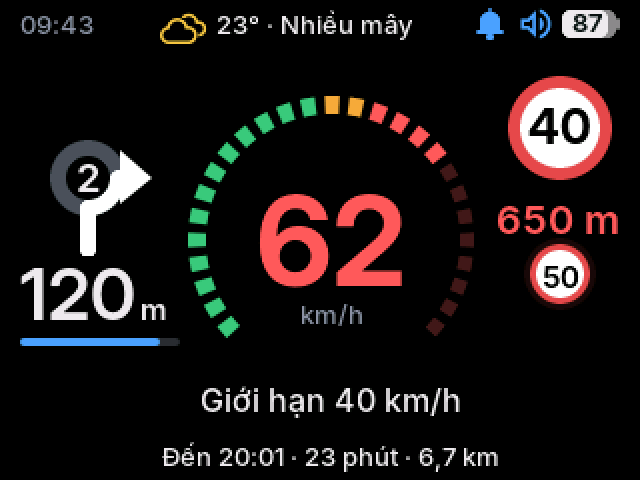 09:43
23° · Nhiều mây
87
40
2
650 m
62
50
120 m
km/h
Giới hạn 40 km/h
Đến 20:01 · 23 phút · 6,7 km